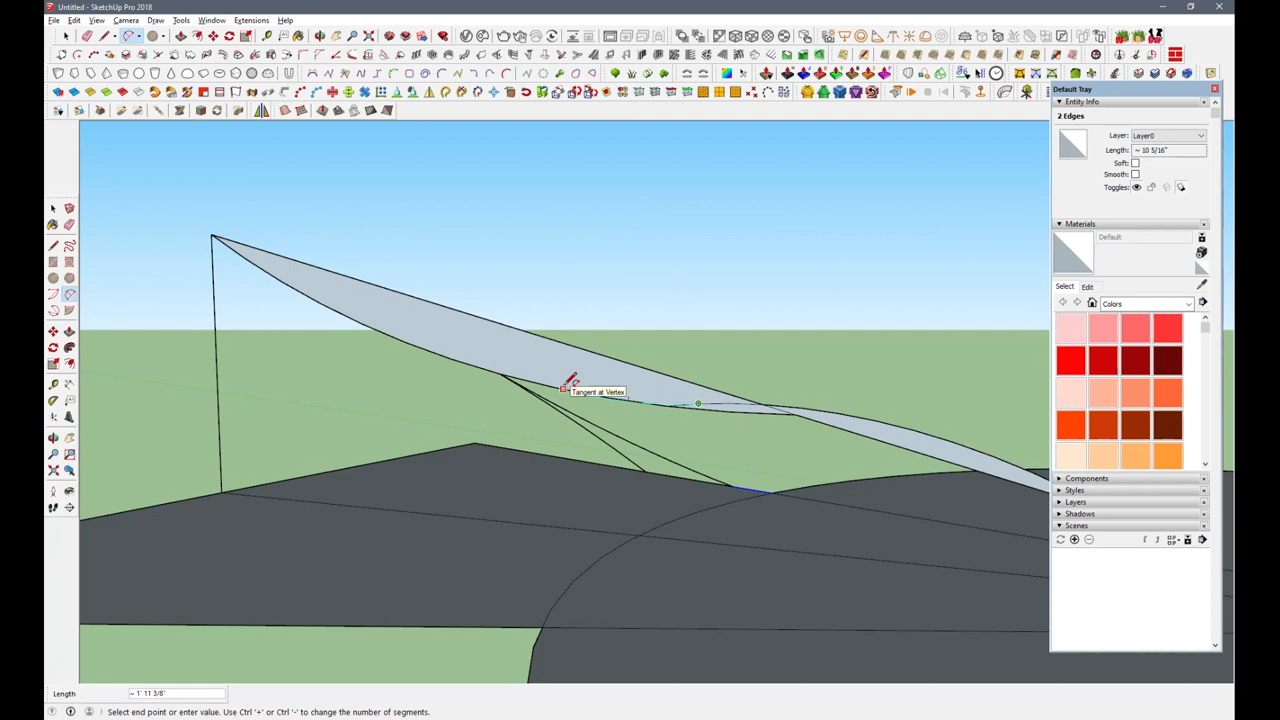 Untitled - SketchUp Pro 2018
File Edit View Camera Draw Tools Window Extensions Help
Default Tray
Entity Info
2 Edges
Layer: Layer0
Length: ~ 10 5/16"
Soft:
Smooth:
Toggles:
Materials
Default
Select Edit
Colors
Tangent at Vertex
Components
Styles
Layers
Shadows
Scenes
Length ~ 1' 11 3/8"
Select end point or enter value. Use Ctrl '+' or Ctrl '-' to change the number of segments.